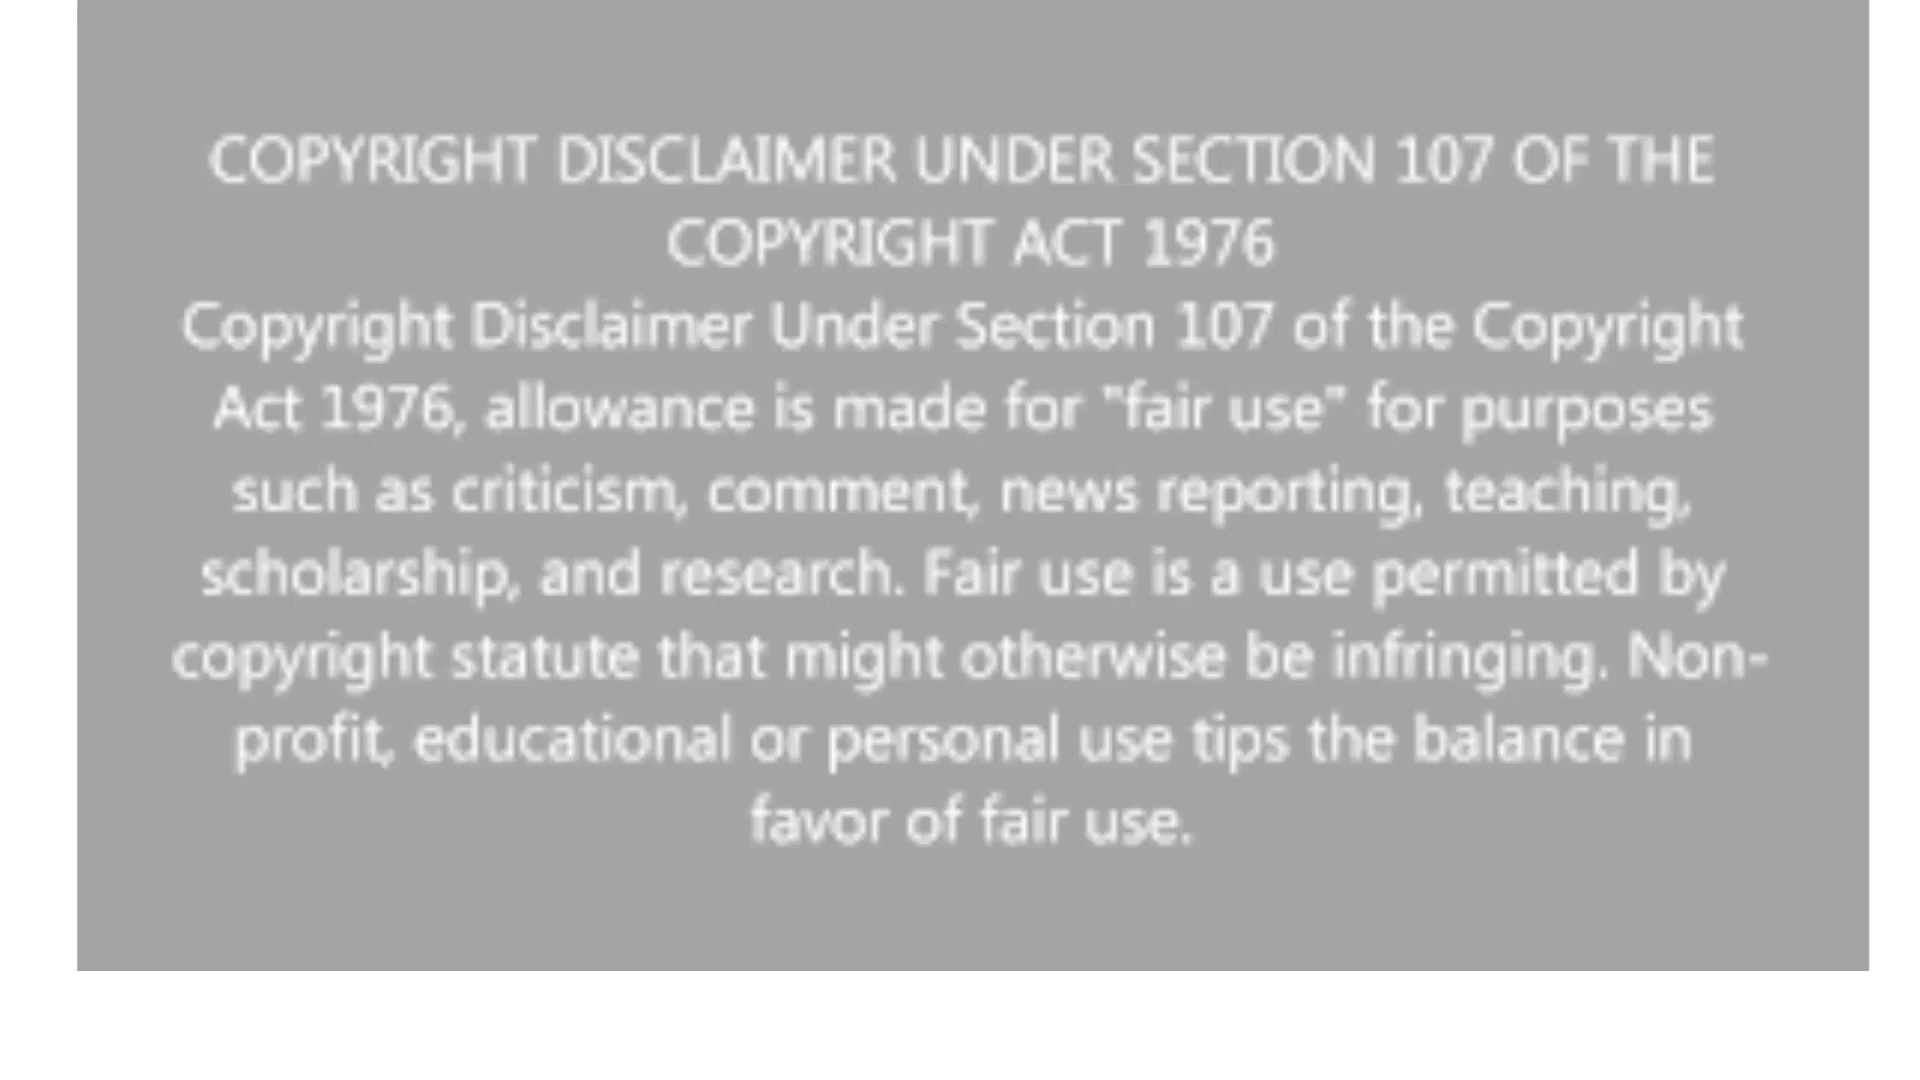 COPYRIGHT DISCLAIMER UNDER SECTION 107 OF THE
COPYRIGHT ACT 1976
Copyright Disclaimer Under Section 107 of the Copyright
Act 1976, allowance is made for "fair use" for purposes
such as criticism, comment, news reporting, teaching,
scholarship, and research. Fair use is a use permitted by
copyright statute that might otherwise be infringing. Non-
profit, educational or personal use tips the balance in
favor of fair use.